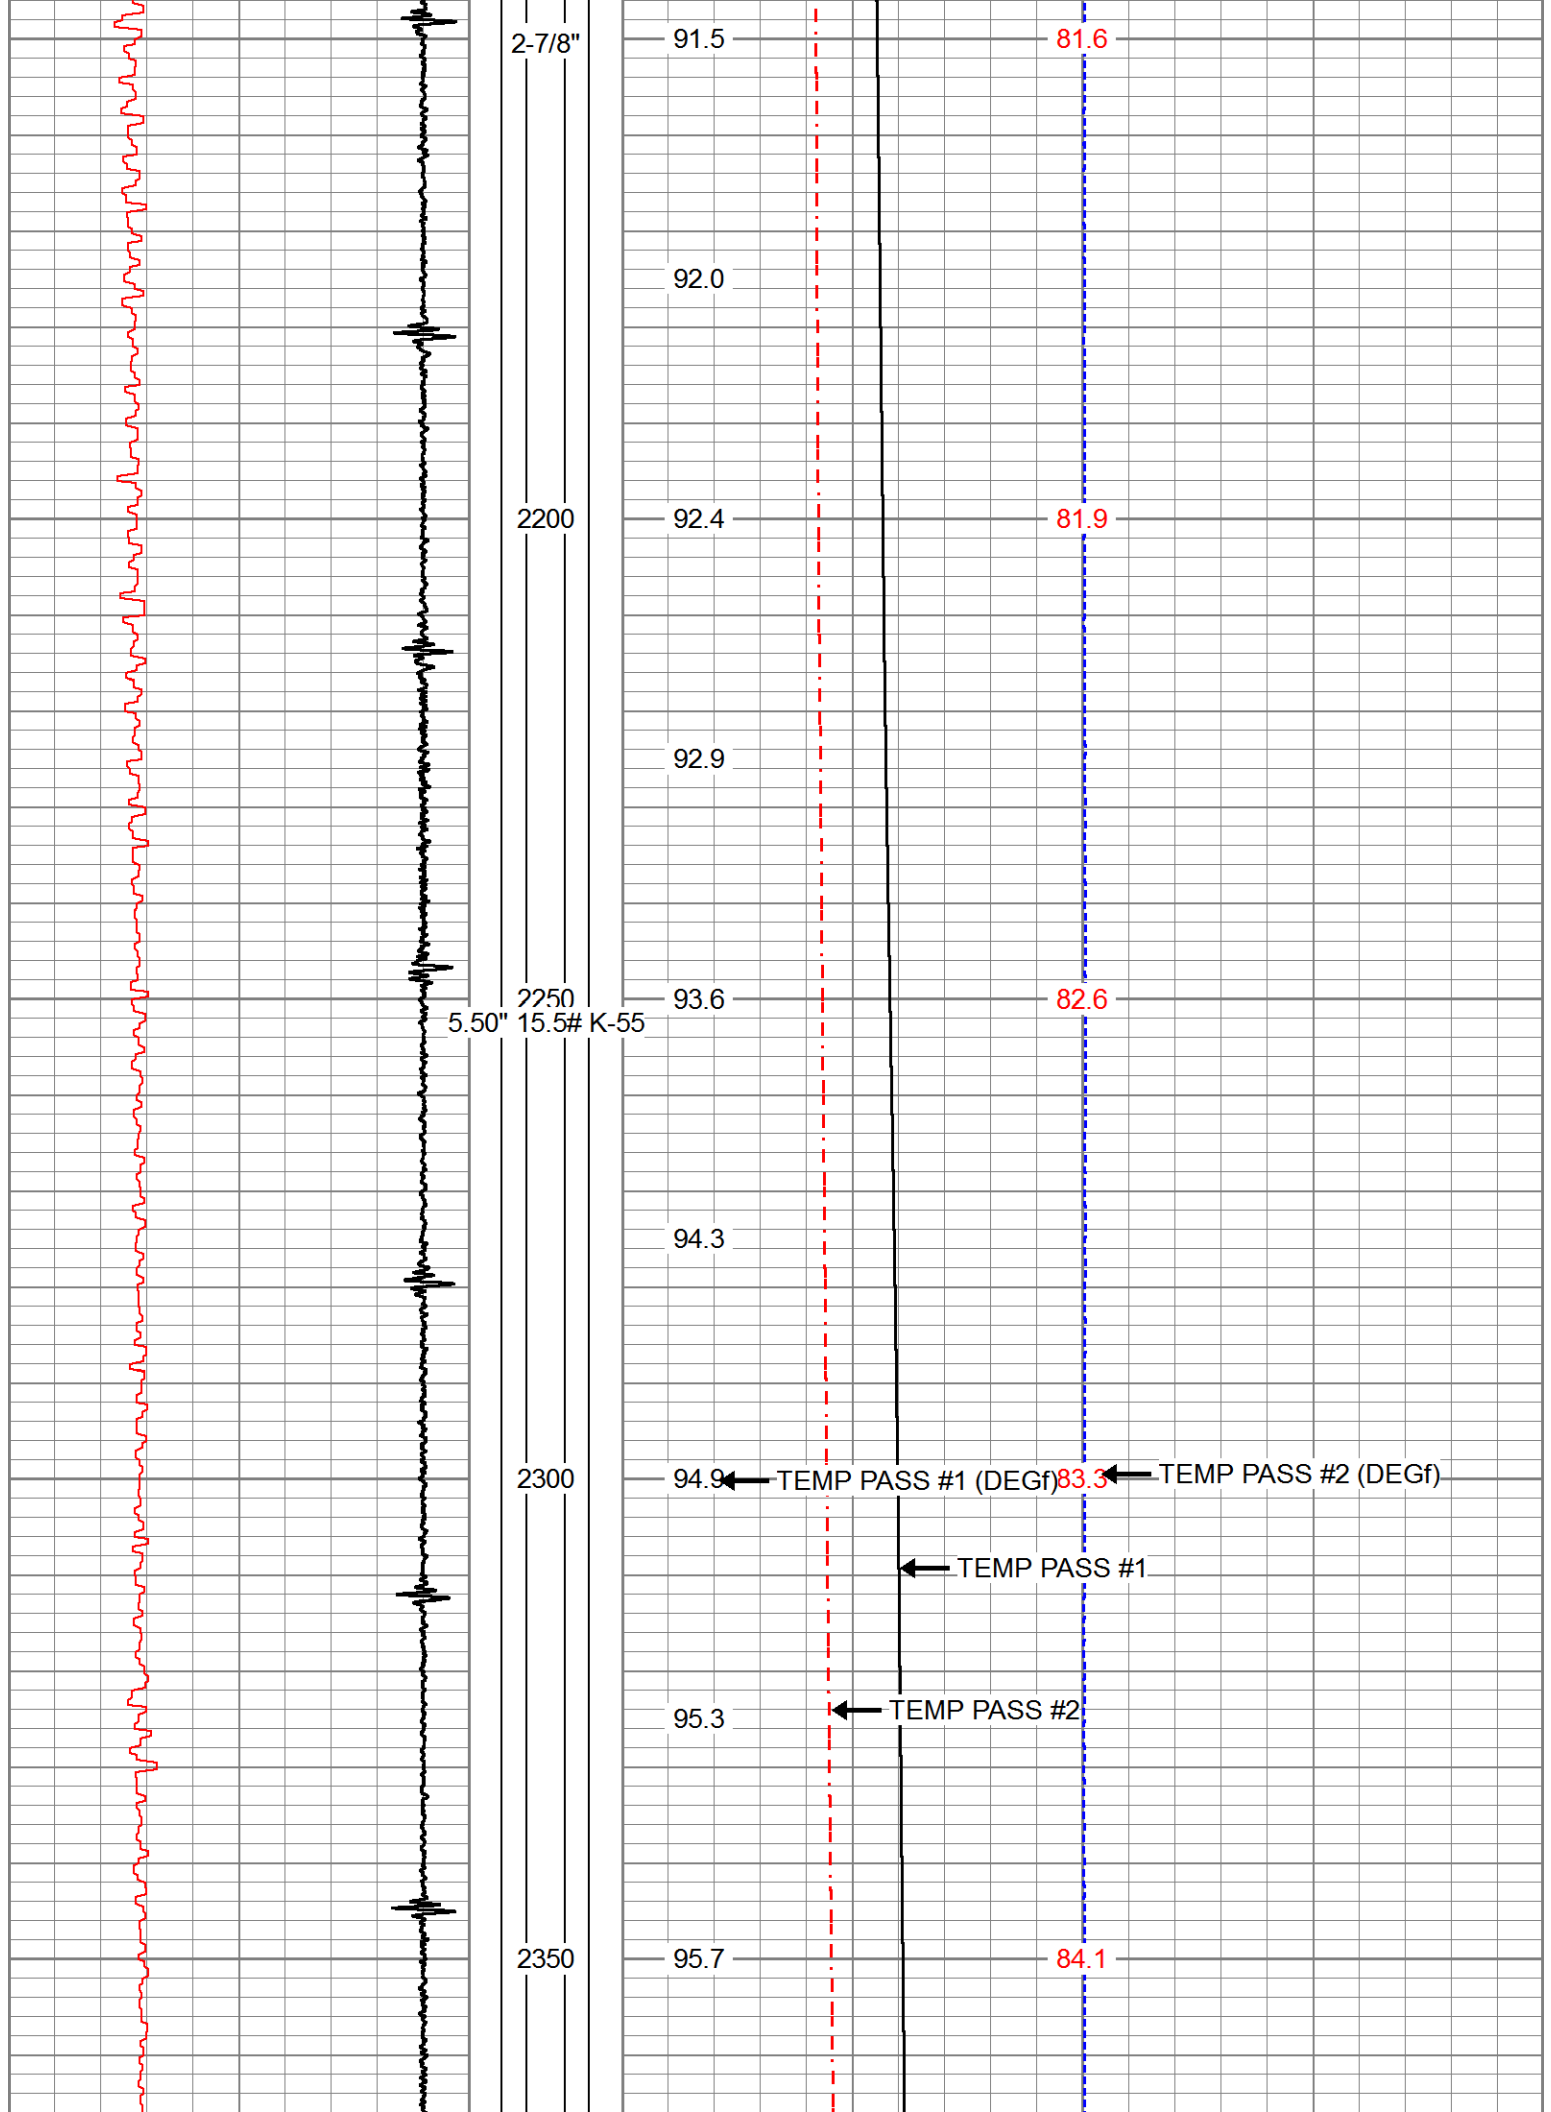 2-7/8" 91.5 81.6
92.0
2200 92.4 81.9
92.9
2250 93.6 82.6
5.50" 15.5# K-55
94.3
2300 94.9 TEMP PASS #1 (DEGf) 83.3 TEMP PASS #2 (DEGf)
TEMP PASS #1
TEMP PASS #2
95.3
2350 95.7 84.1